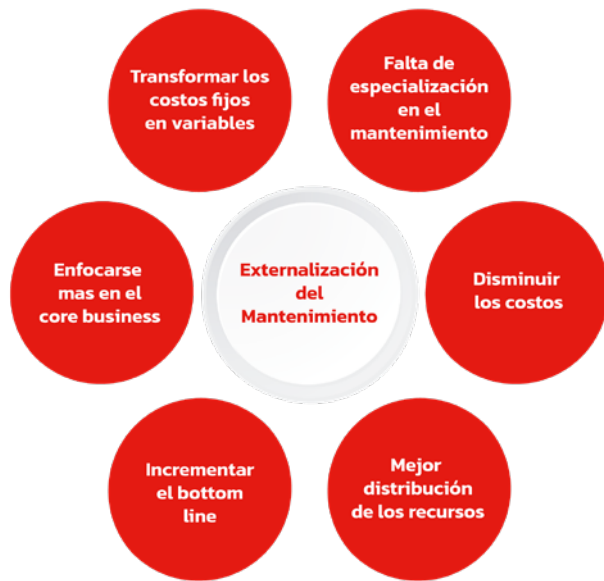 Transformar los
costos fijos
en variables
Falta de
especialización
en el
mantenimiento
Enfocarse
mas en el
core business
Externalización
del
Mantenimiento
Disminuir
los costos
Incrementar
el bottom
line
Mejor
distribución
de los recursos